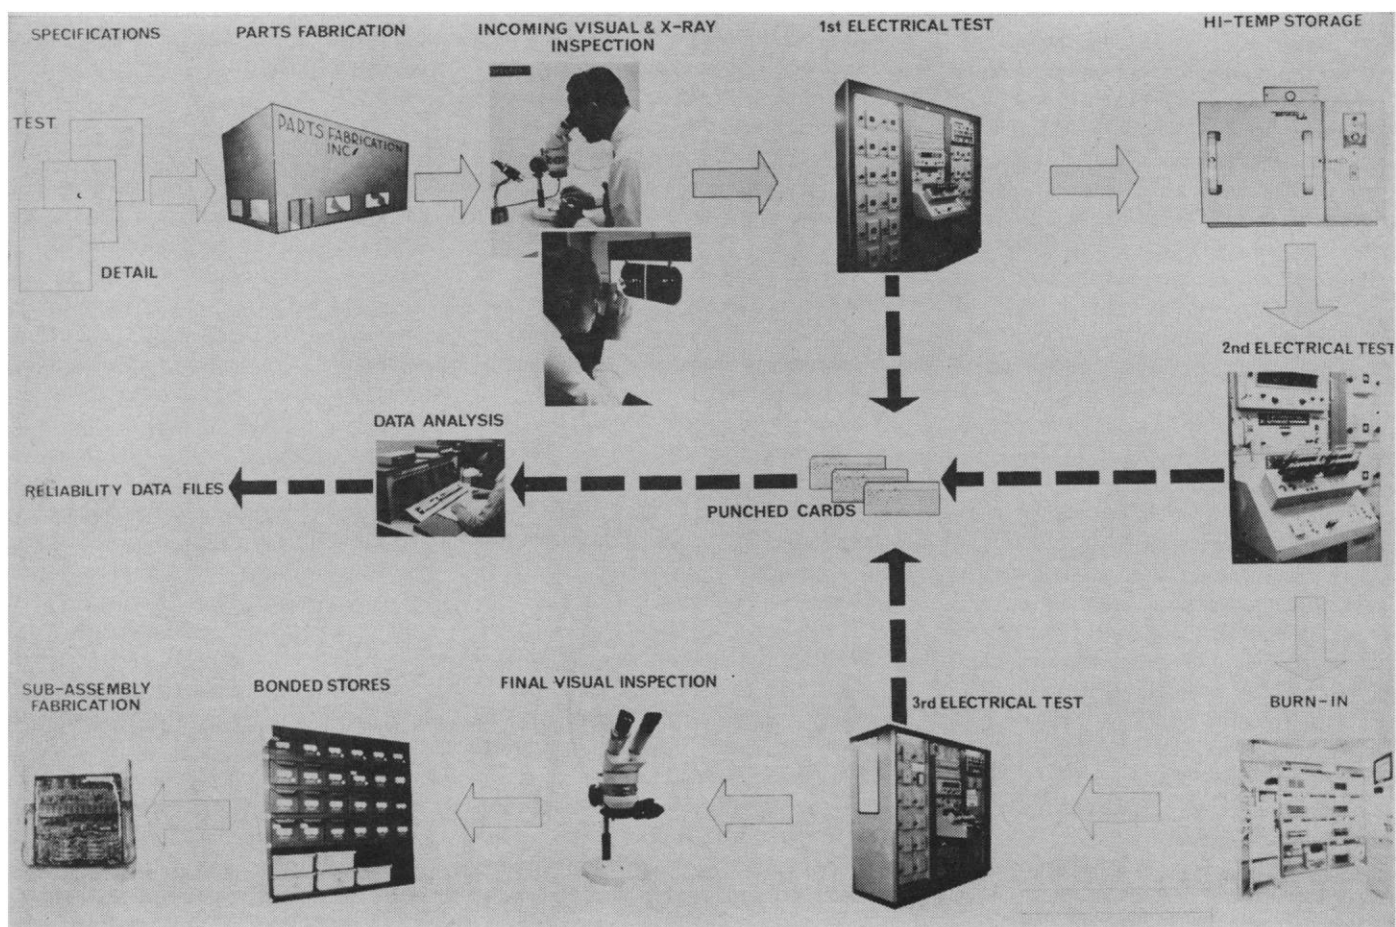 SPECIFICATIONS
PARTS FABRICATION
INCOMING VISUAL & X-RAY
INSPECTION
1st ELECTRICAL TEST
HI-TEMP STORAGE
TEST
DETAIL
PARTS FABRICATION
INC
2nd ELECTRICAL TEST
DATA ANALYSIS
RELIABILITY DATA FILES
PUNCHED CARDS
SUB-ASSEMBLY
FABRICATION
BONDED STORES
FINAL VISUAL INSPECTION
3rd ELECTRICAL TEST
BURN-IN